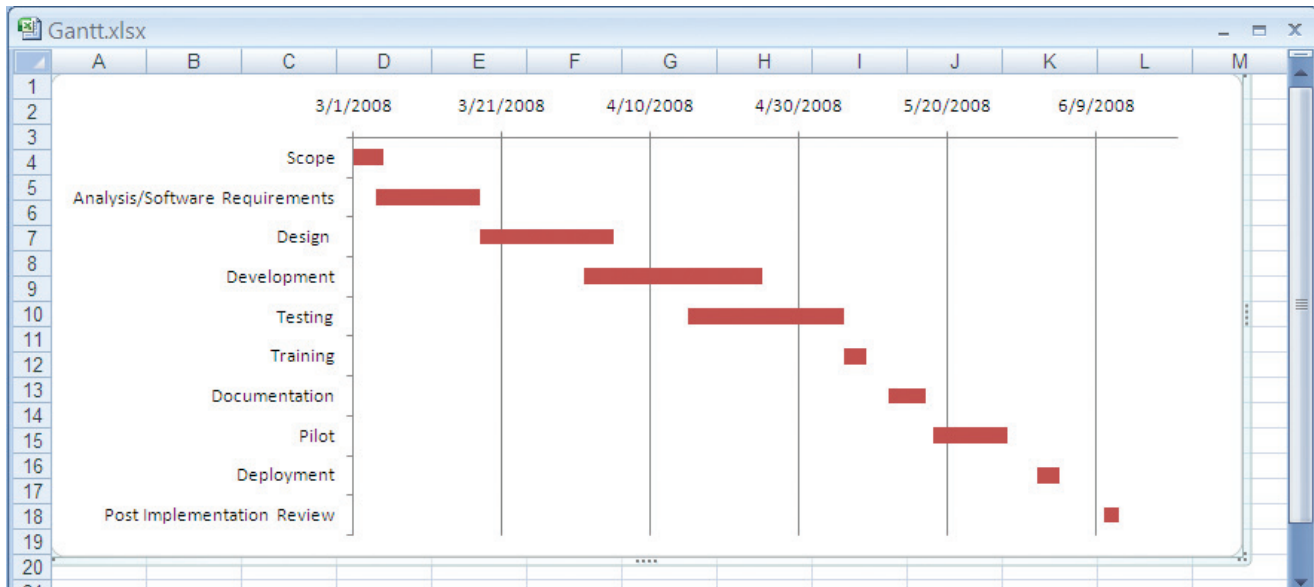 Gantt.xlsx
A B C D E F G H I J K L M
1
3/1/2008 3/21/2008 4/10/2008 4/30/2008 5/20/2008 6/9/2008
2
3
Scope
4
5
Analysis/Software Requirements
6
7
Design
8
Development
9
10
Testing
11
Training
12
13
Documentation
14
15
Pilot
16
Deployment
17
18
Post Implementation Review
19
20